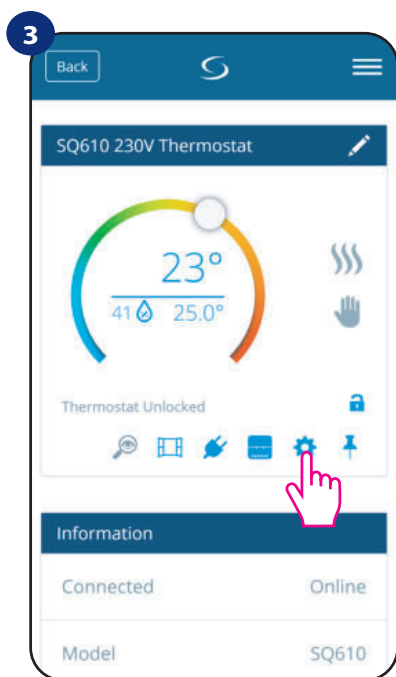 3
Back
SQ610 230V Thermostat
23°
41 25.0°
Thermostat Unlocked
Information
Connected Online
Model SQ610